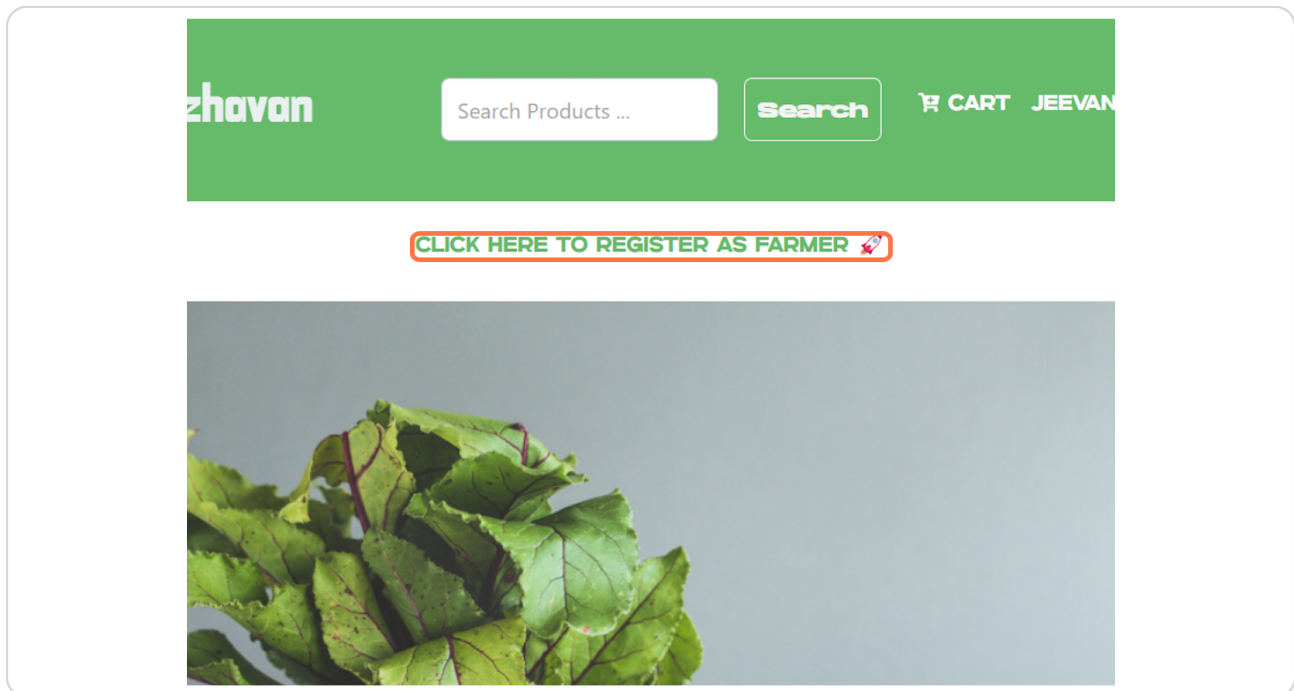 zhavan
Search Products ...
Search
CART
JEEVAN
CLICK HERE TO REGISTER AS FARMER 🚀